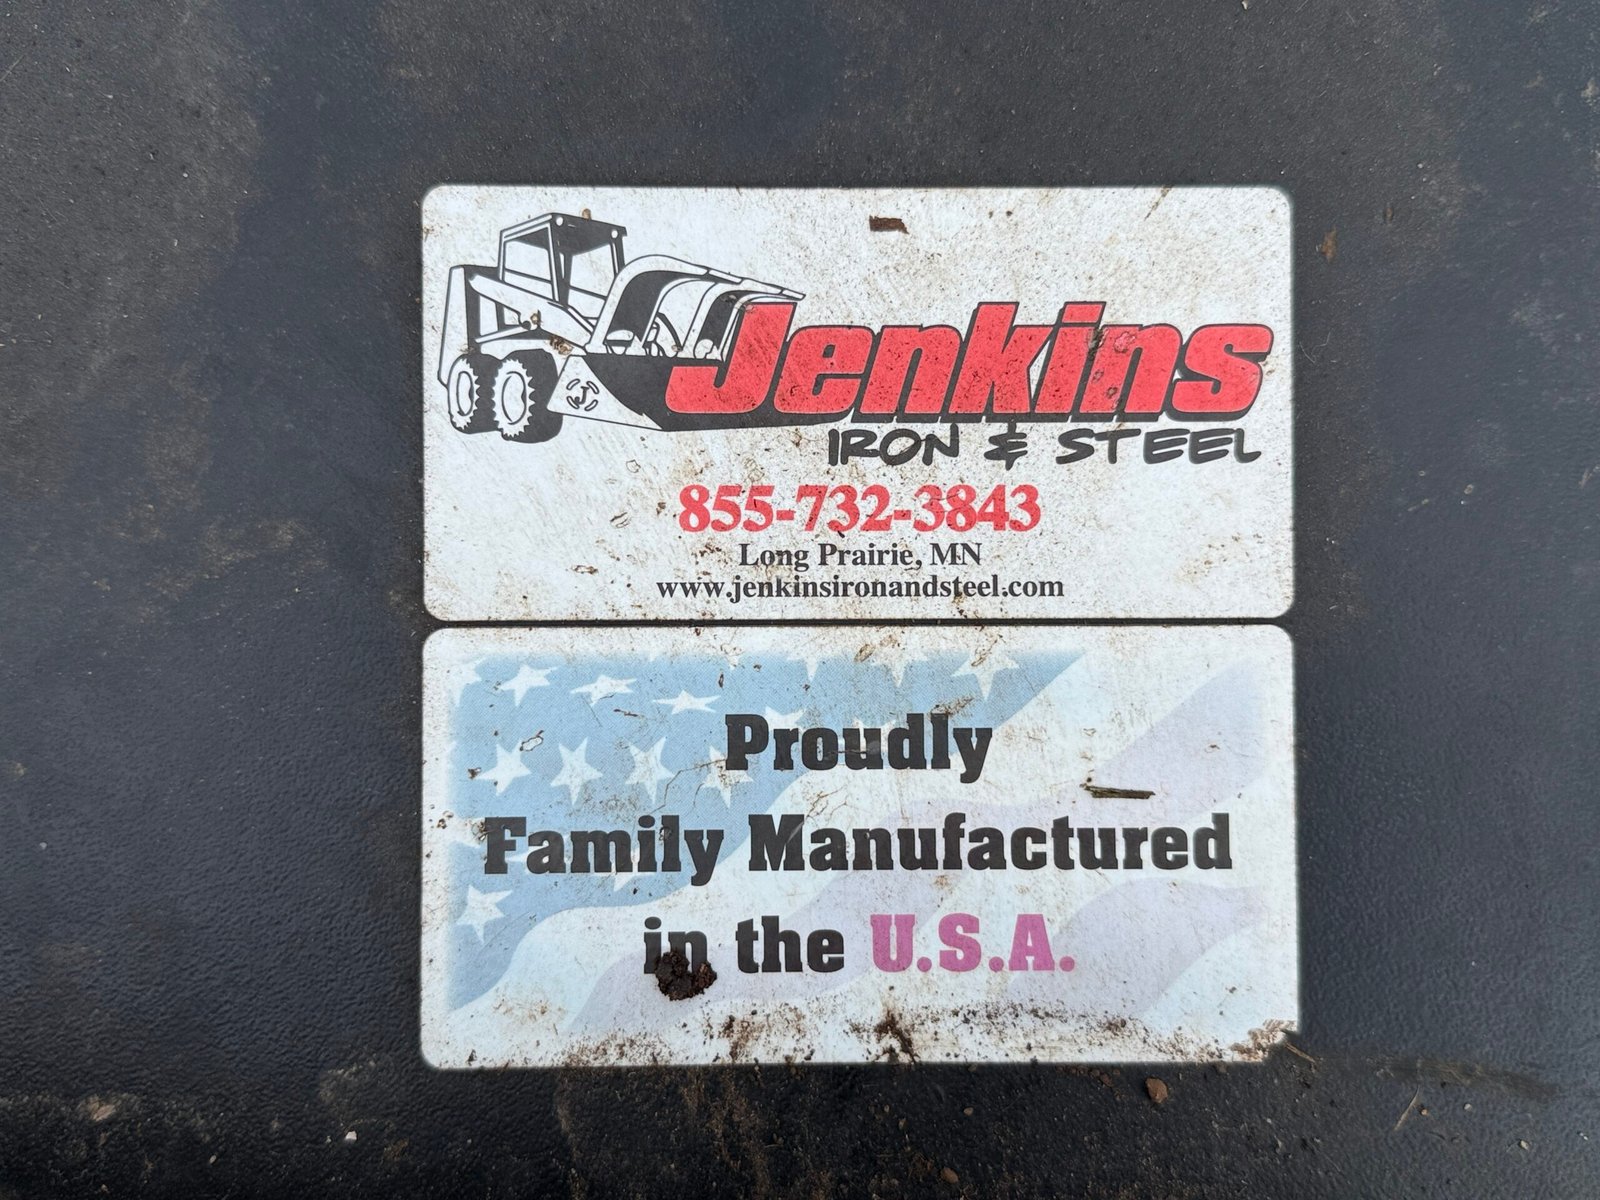 Jenkins
IRON & STEEL
855-732-3843
Long Prairie, MN
www.jenkinsironandsteel.com
Proudly
Family Manufactured
in the U.S.A.